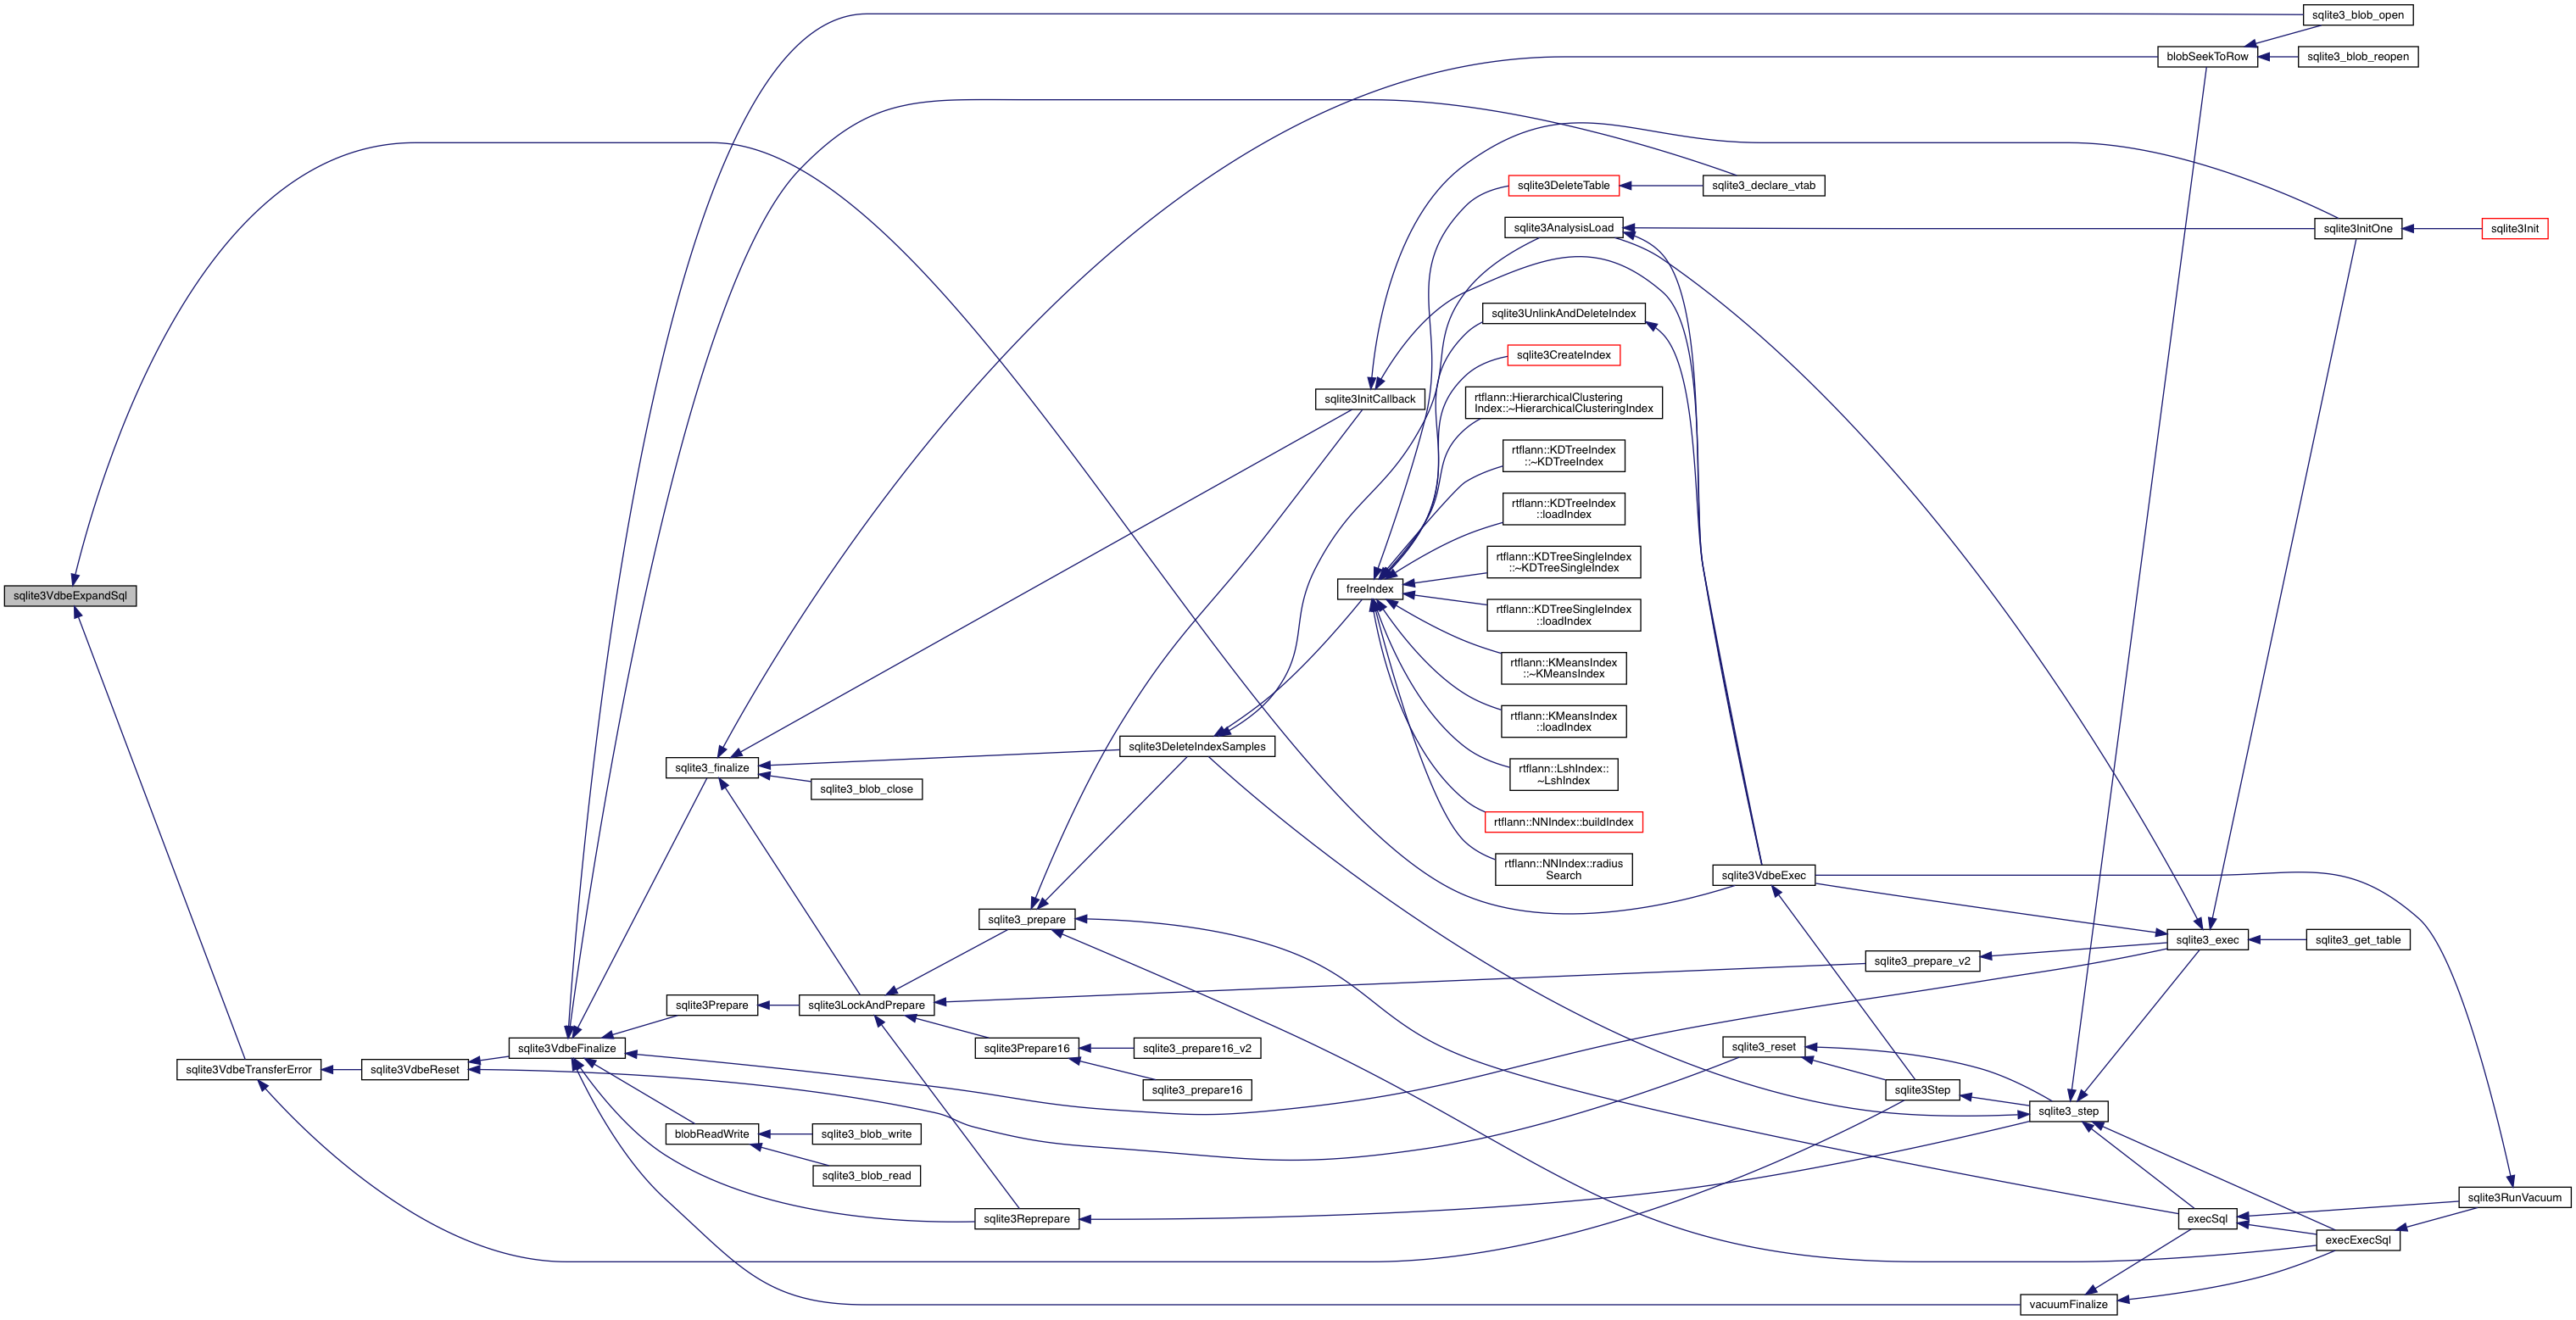 sqlite3_blob_open
blobSeekToRow
sqlite3_blob_reopen
sqlite3DeleteTable
sqlite3_declare_vtab
sqlite3AnalysisLoad
sqlite3InitOne
sqlite3Init
sqlite3UnlinkAndDeleteIndex
sqlite3CreateIndex
sqlite3InitCallback
rtflann::HierarchicalClustering
Index::~HierarchicalClusteringIndex
rtflann::KDTreeIndex
::~KDTreeIndex
rtflann::KDTreeIndex
::loadIndex
rtflann::KDTreeSingleIndex
::~KDTreeSingleIndex
sqlite3VdbeExpandSql
freeIndex
rtflann::KDTreeSingleIndex
::loadIndex
rtflann::KMeansIndex
::~KMeansIndex
rtflann::KMeansIndex
::loadIndex
sqlite3DeleteIndexSamples
sqlite3_finalize
rtflann::LshIndex::
~LshIndex
sqlite3_blob_close
rtflann::NNIndex::buildIndex
rtflann::NNIndex::radius
Search
sqlite3VdbeExec
sqlite3_prepare
sqlite3_exec
sqlite3_get_table
sqlite3_prepare_v2
sqlite3Prepare
sqlite3LockAndPrepare
sqlite3VdbeFinalize
sqlite3Prepare16
sqlite3_prepare16_v2
sqlite3_reset
sqlite3VdbeTransferError
sqlite3VdbeReset
sqlite3_prepare16
sqlite3Step
sqlite3_step
blobReadWrite
sqlite3_blob_write
sqlite3_blob_read
sqlite3RunVacuum
sqlite3Reprepare
execSql
execExecSql
vacuumFinalize